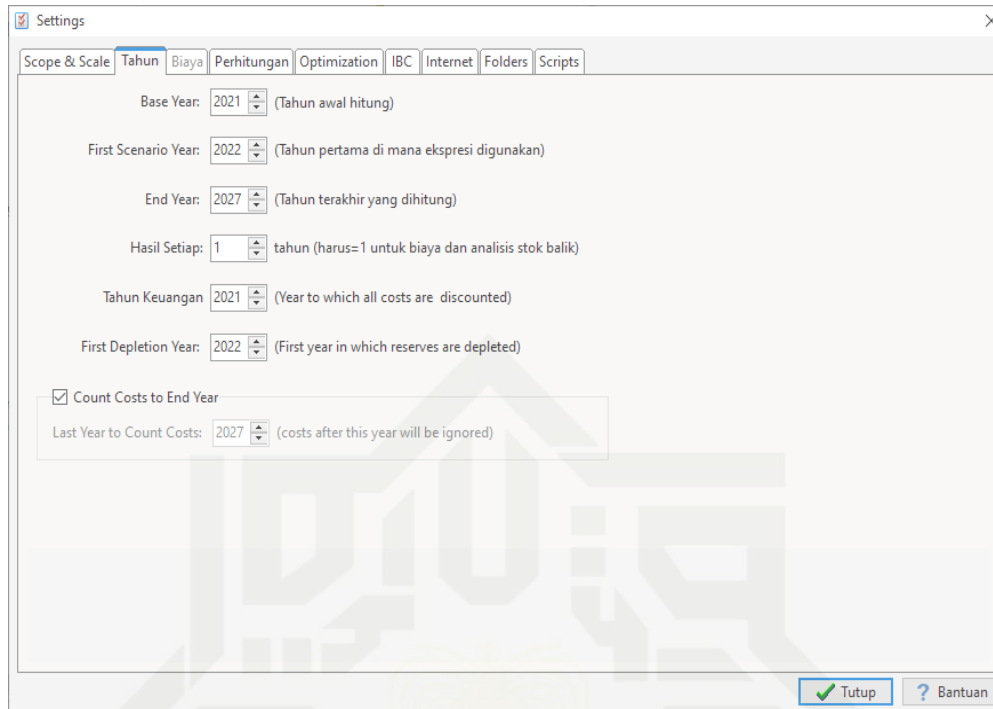 Settings
Scope & Scale Tahun Biaya Perhitungan Optimization IBC Internet Folders Scripts
Base Year: 2021 (Tahun awal hitung)
First Scenario Year: 2022 (Tahun pertama di mana ekspresi digunakan)
End Year: 2027 (Tahun terakhir yang dihitung)
Hasil Setiap: 1 tahun (harus=1 untuk biaya dan analisis stok balik)
Tahun Keuangan 2021 (Year to which all costs are discounted)
First Depletion Year: 2022 (First year in which reserves are depleted)
Count Costs to End Year
Last Year to Count Costs: 2027 (costs after this year will be ignored)
Tutup ? Bantuan